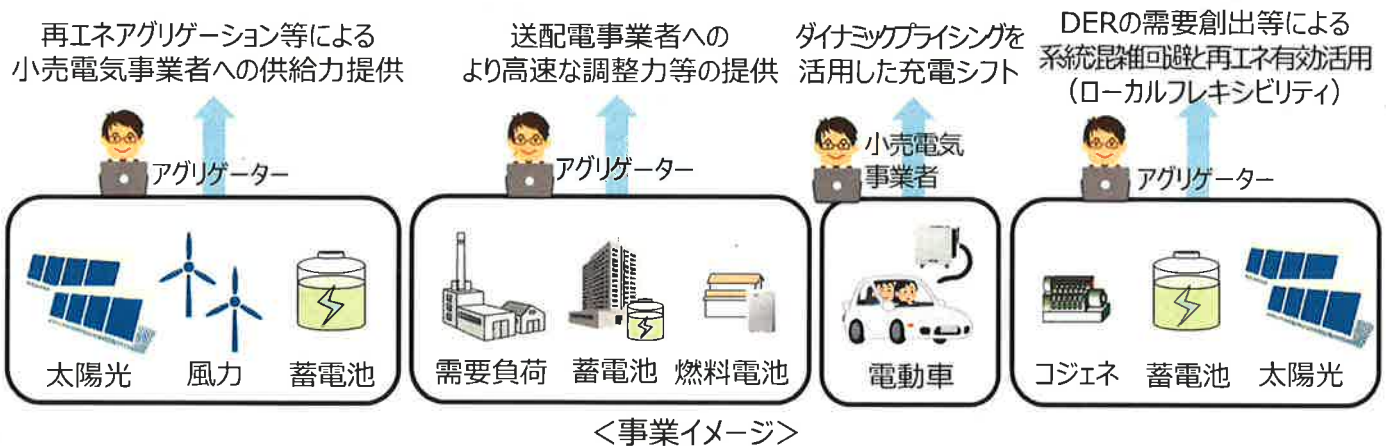 再エネアグリゲーション等による
小売電気事業者への供給力提供
アグリゲーター
太陽光
風力
蓄電池
送配電事業者への
より高速な調整力等の提供
アグリゲーター
需要負荷
蓄電池
燃料電池
ダイナミックプライシングを
活用した充電シフト
小売電気
事業者
電動車
DERの需要創出等による
系統混雑回避と再エネ有効活用
（ローカルフレキシビリティ）
アグリゲーター
コジェネ
蓄電池
太陽光
＜事業イメージ＞